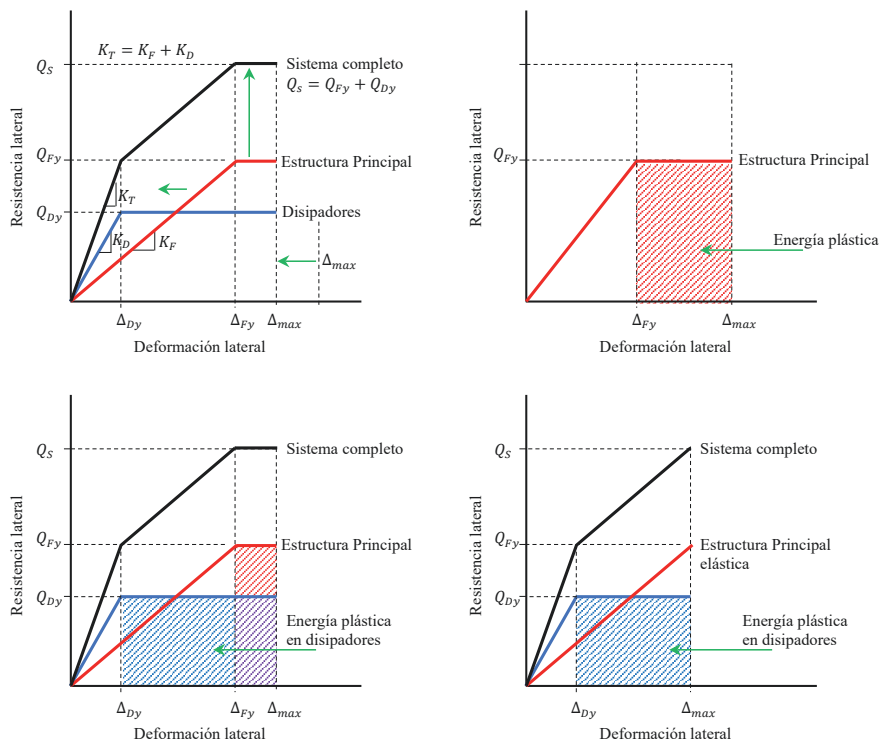 K_T = K_F + K_D
Q_S
Sistema completo
Q_s = Q_Fy + Q_Dy
Q_Fy
Estructura Principal
K_T
Q_Dy
Disipadores
K_D
K_F
Δ_max
Δ_Dy
Δ_Fy
Δ_max
Deformación lateral
Resistencia lateral
Q_Fy
Estructura Principal
Energía plástica
Δ_Fy
Δ_max
Deformación lateral
Resistencia lateral
Q_S
Sistema completo
Q_Fy
Estructura Principal
Q_Dy
Energía plástica
en disipadores
Δ_Dy
Δ_Fy
Δ_max
Deformación lateral
Resistencia lateral
Q_S
Sistema completo
Q_Fy
Estructura Principal
elástica
Q_Dy
Energía plástica
en disipadores
Δ_Dy
Δ_max
Deformación lateral
Resistencia lateral